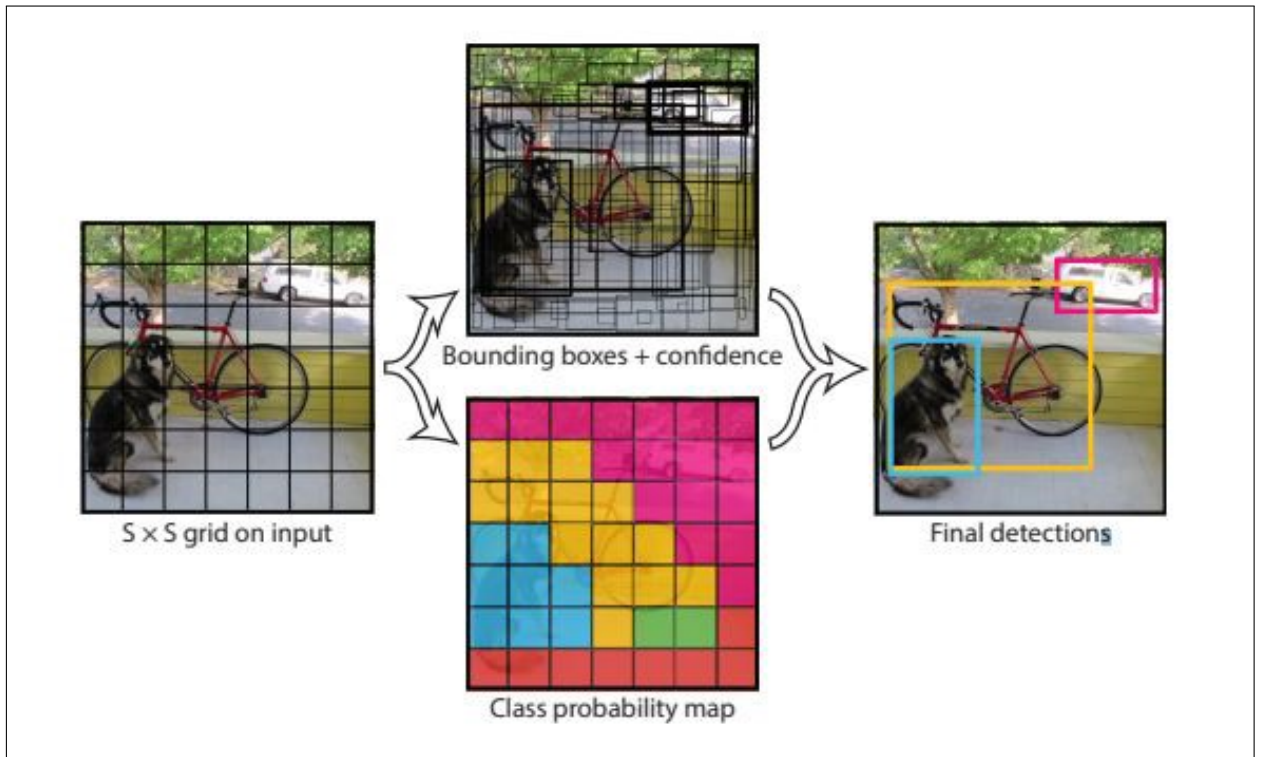 Bounding boxes + confidence
S × S grid on input
Final detections
Class probability map